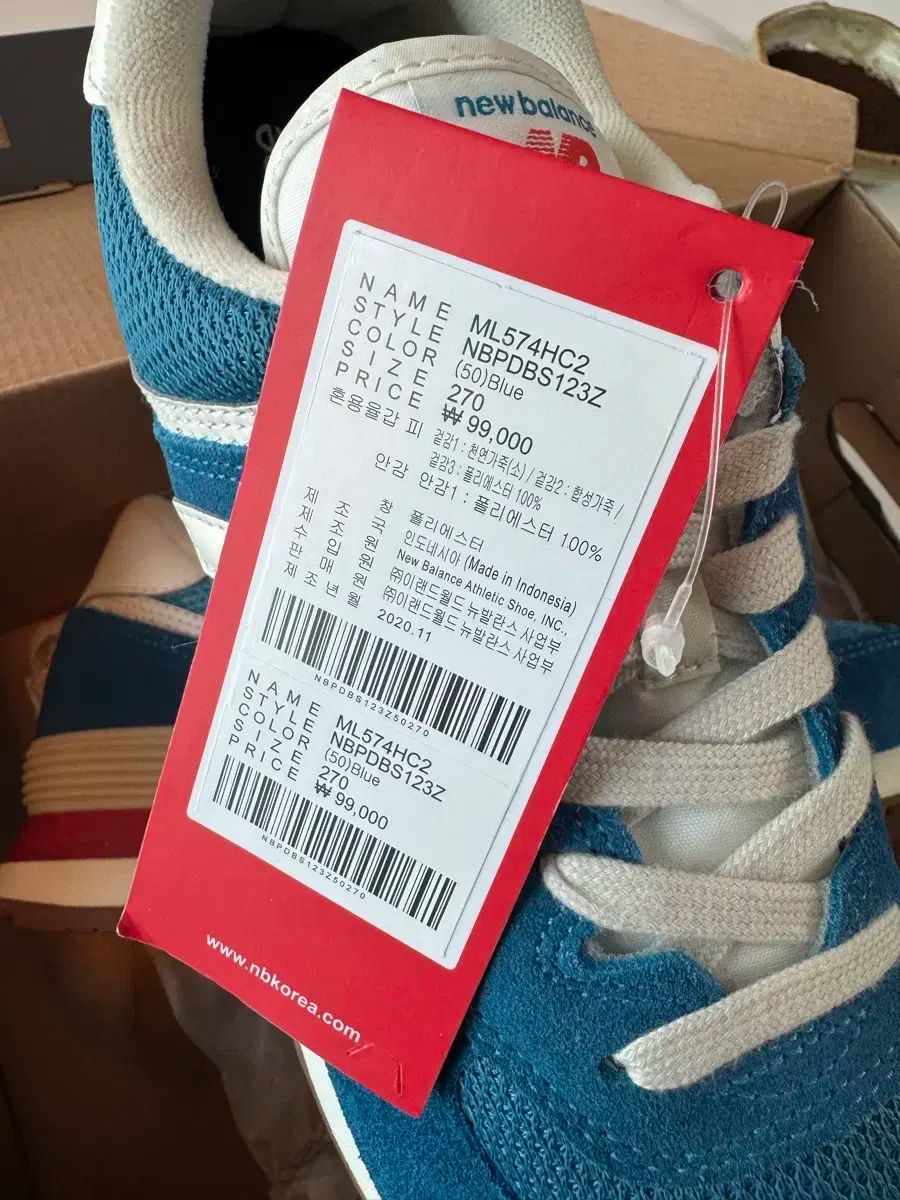 new balance
NAME ML574HC2
STYLE NBPDBS123Z
COLOR (50)Blue
SIZE 270
PRICE ₩ 99,000
혼용율갑피 겉감1 : 천연가죽(소) / 겉감2 : 합성가죽 /
겉감3 : 폴리에스터 100%
안감 안감1 : 폴리에스터 100%
폴리에스터
제조국 인도네시아 (Made in Indonesia)
수입원 New Balance Athletic Shoe, INC.,
판매원 ㈜이랜드월드 뉴발란스 사업부
㈜이랜드월드 뉴발란스 사업부
제조년월 2020.11
NBPDBS123Z50270
NAME ML574HC2
STYLE NBPDBS123Z
COLOR (50)Blue
SIZE 270
PRICE ₩ 99,000
NBPDBS123Z50270
www.nbkorea.com